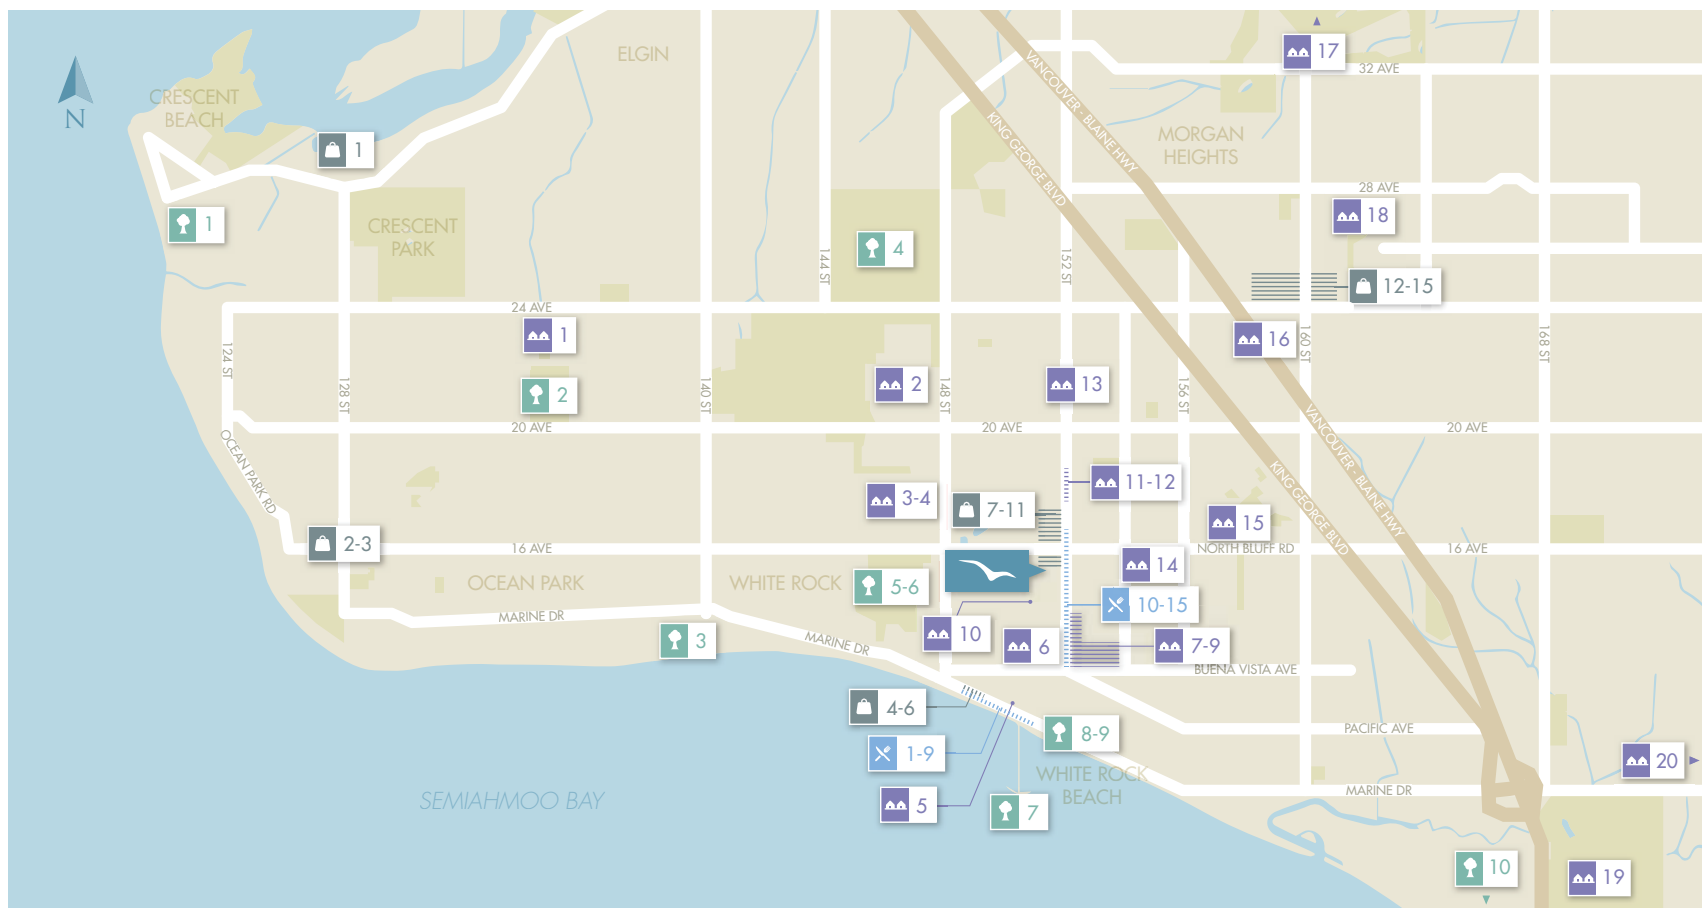 ELGIN
17
32 AVE
VANCOUVER - BLAINE HWY
CRESCENT
BEACH
N
KING GEORGE BLVD
MORGAN
HEIGHTS
1
28 AVE
18
1
CRESCENT
PARK
4
144 ST
152 ST
12-15
24 AVE
1
16
124 ST
128 ST
140 ST
148 ST
156 ST
160 ST
168 ST
2
2
13
20 AVE
20 AVE
20 AVE
OCEAN PARK RD
VANCOUVER - BLAINE HWY
KING GEORGE BLVD
11-12
3-4
7-11
15
2-3
16 AVE
NORTH BLUFF RD
16 AVE
14
OCEAN PARK
WHITE ROCK
5-6
10-15
MARINE DR
3
MARINE DR
10
6
7-9
BUENA VISTA AVE
4-6
8-9
PACIFIC AVE
1-9
20
WHITE ROCK
BEACH
MARINE DR
SEMIAHMOO BAY
5
7
10
19